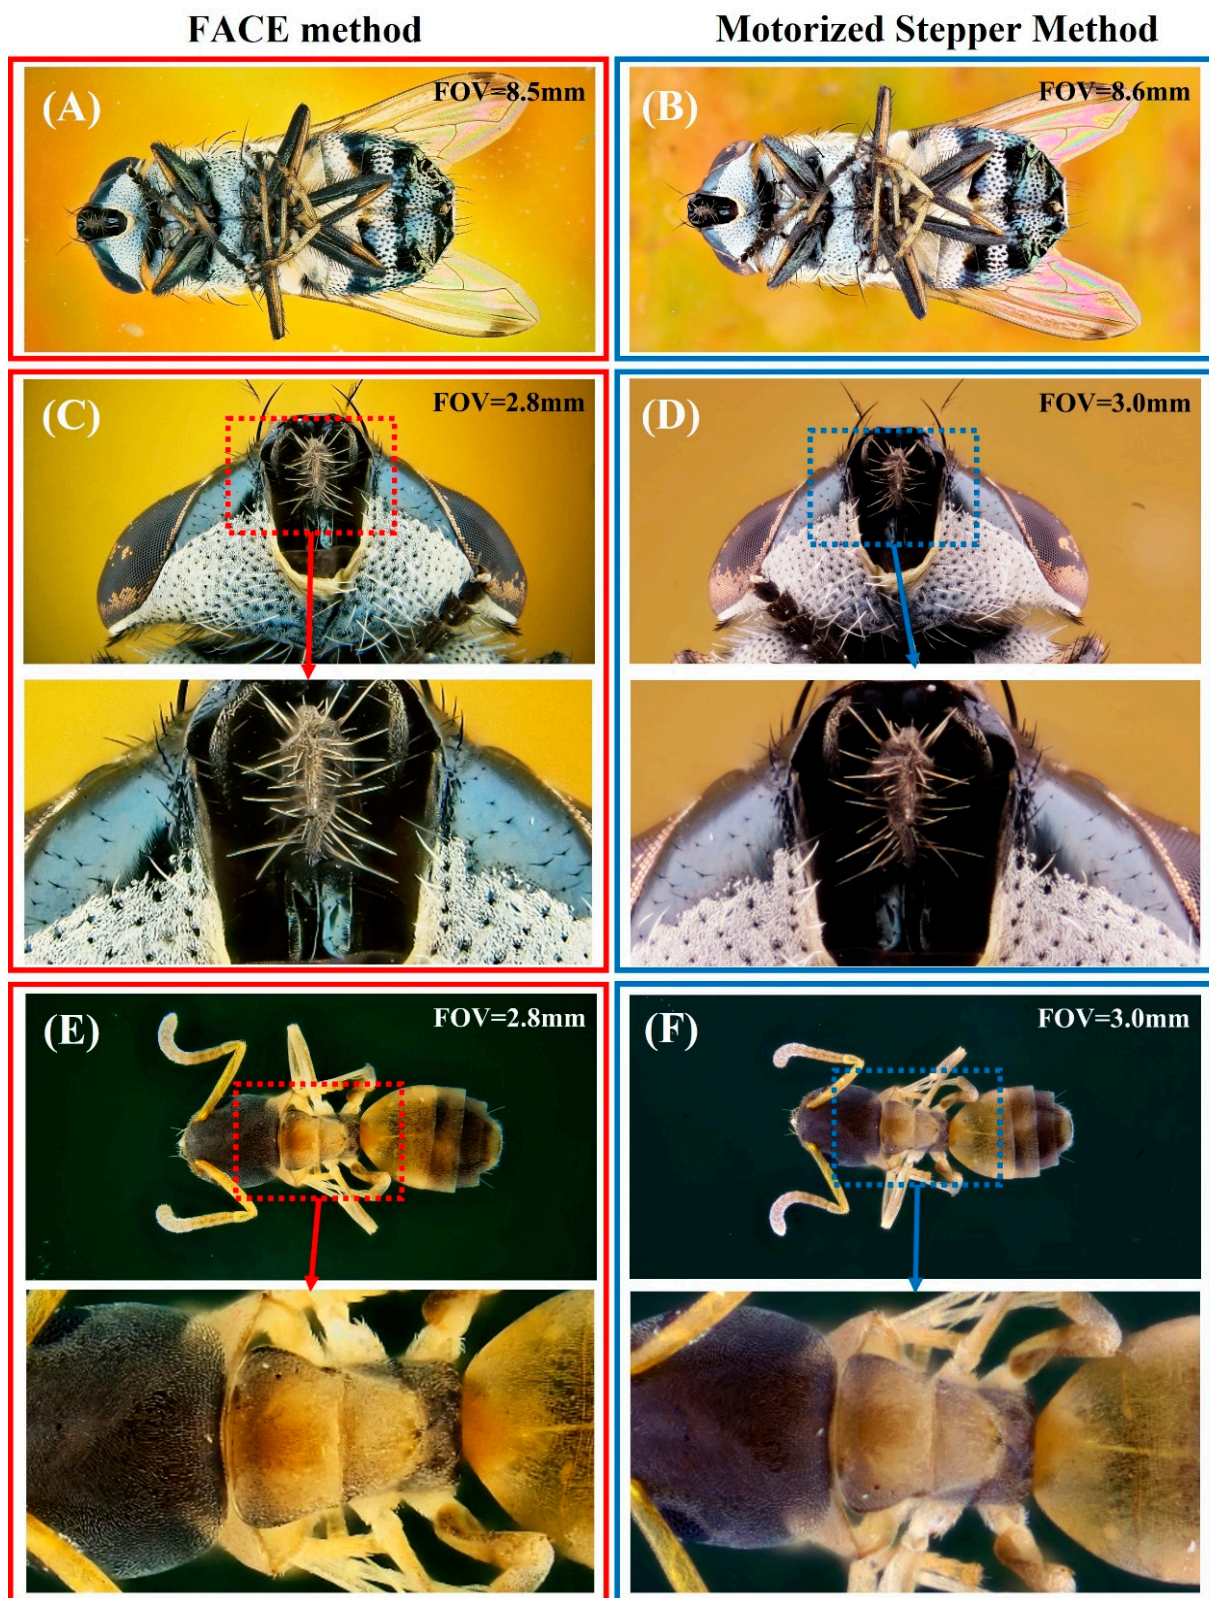 FACE method
Motorized Stepper Method
(A)
FOV=8.5mm
(B)
FOV=8.6mm
(C)
FOV=2.8mm
(D)
FOV=3.0mm
(E)
FOV=2.8mm
(F)
FOV=3.0mm